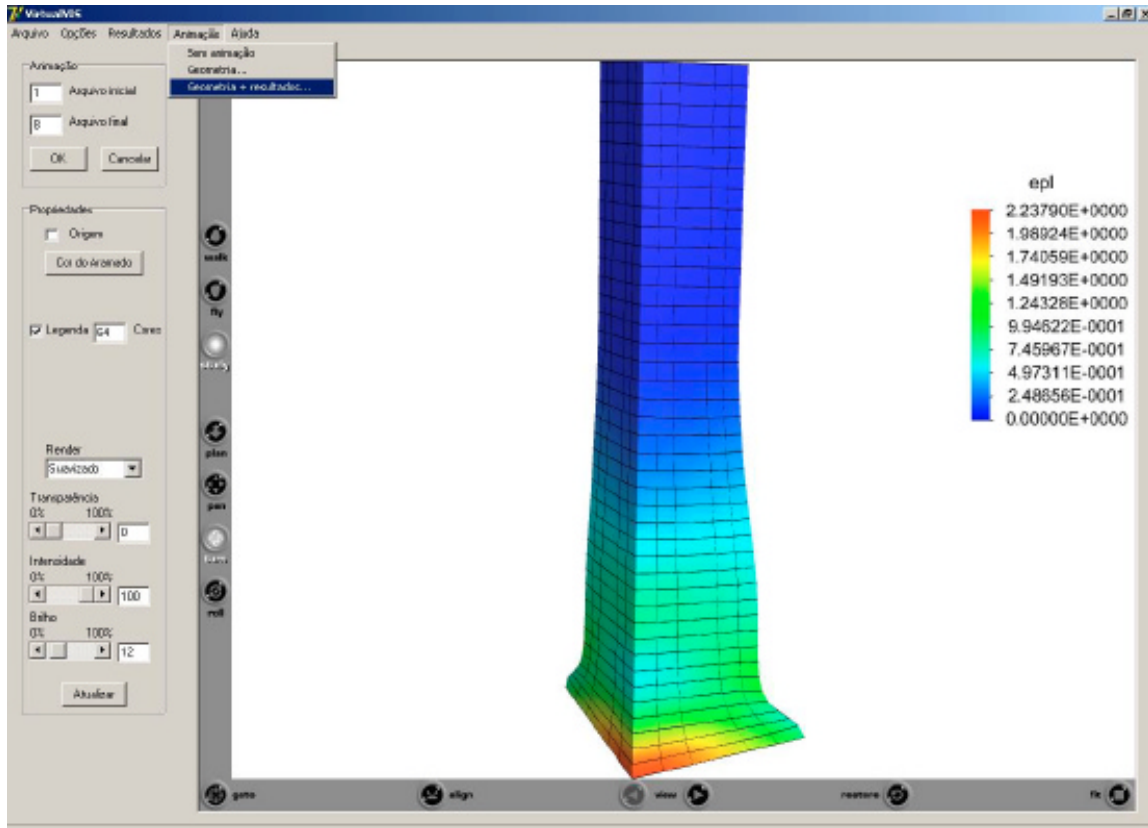 VirtualVIS
Arquivo Opções Resultados Animação Ajuda
Sem animação
Geometria...
Geometria + resultados...
Animação
1 Arquivo inicial
8 Arquivo final
OK Cancelar
Propriedades
Origem
Cor do Aramado
Legenda 64 Cores
Render
Suavizado
Transparência
0% 100%
0
Intensidade
0% 100%
100
Brilho
0% 100%
12
Atualizar
walk
fly
study
plan
pan
turn
roll
goto align view restore fit
epl
2.23790E+0000
1.98924E+0000
1.74059E+0000
1.49193E+0000
1.24328E+0000
9.94622E-0001
7.45967E-0001
4.97311E-0001
2.48656E-0001
0.00000E+0000